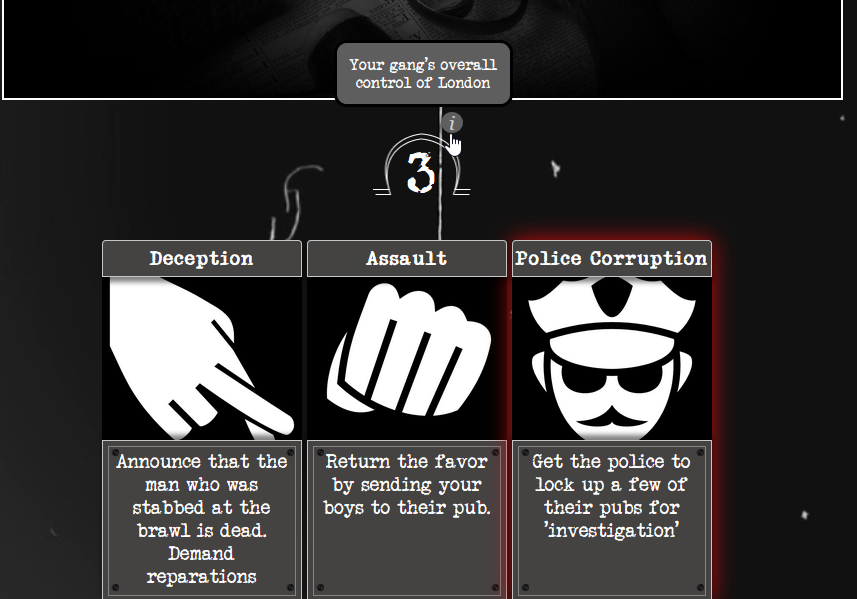 Your gang's overall
control of London
i
3
Deception
Assault
Police Corruption
Announce that the
man who was
stabbed at the
brawl is dead.
Demand
reparations
Return the favor
by sending your
boys to their pub.
Get the police to
lock up a few of
their pubs for
'investigation'